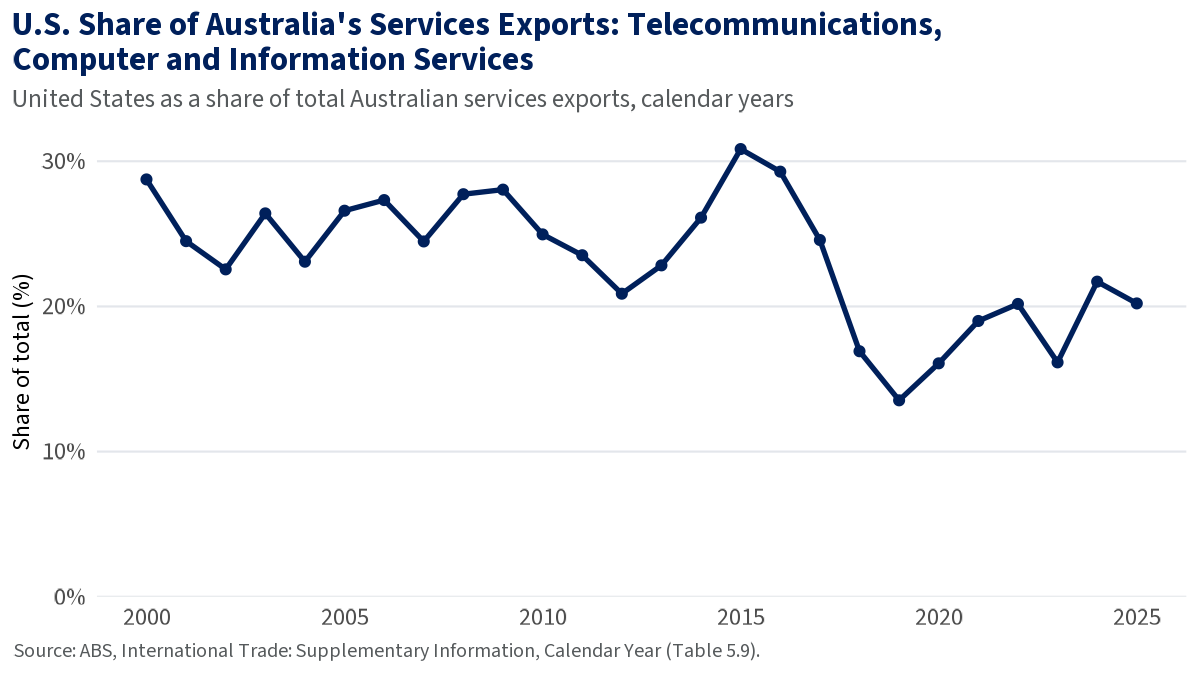 U.S. Share of Australia's Services Exports: Telecommunications,
Computer and Information Services
United States as a share of total Australian services exports, calendar years
Share of total (%)
30%
20%
10%
0%
2000 2005 2010 2015 2020 2025
Source: ABS, International Trade: Supplementary Information, Calendar Year (Table 5.9).